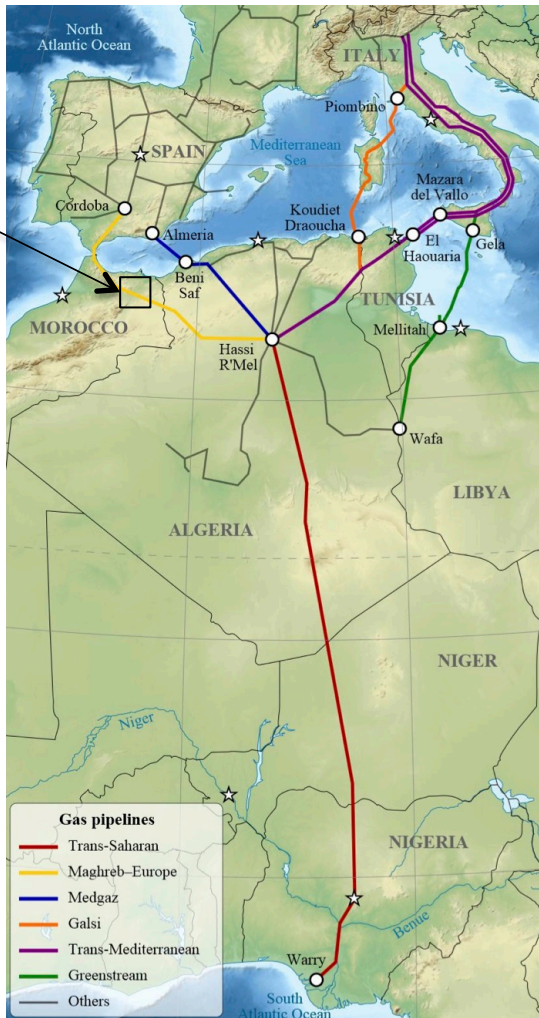 North
Atlantic Ocean
ITALY
Piombino
SPAIN
Mediterranean
Sea
Mazara
del Vallo
Cordoba
Koudiet
Draoucha
Almeria
El
Haouaria
Gela
Beni
Saf
TUNISIA
MOROCCO
Mellitah
Hassi
R'Mel
Wafa
LIBYA
ALGERIA
NIGER
Niger
Gas pipelines
Trans-Saharan
Maghreb–Europe
Medgaz
Galsi
Trans-Mediterranean
Greenstream
Others
NIGERIA
Benue
Warry
South
Atlantic Ocean